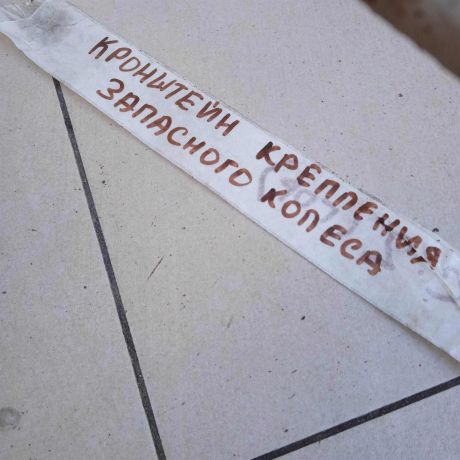 КРОНШТЕЙН КРЕПЛЕНИЯ
ЗАПАСНОГО КОЛЕСА